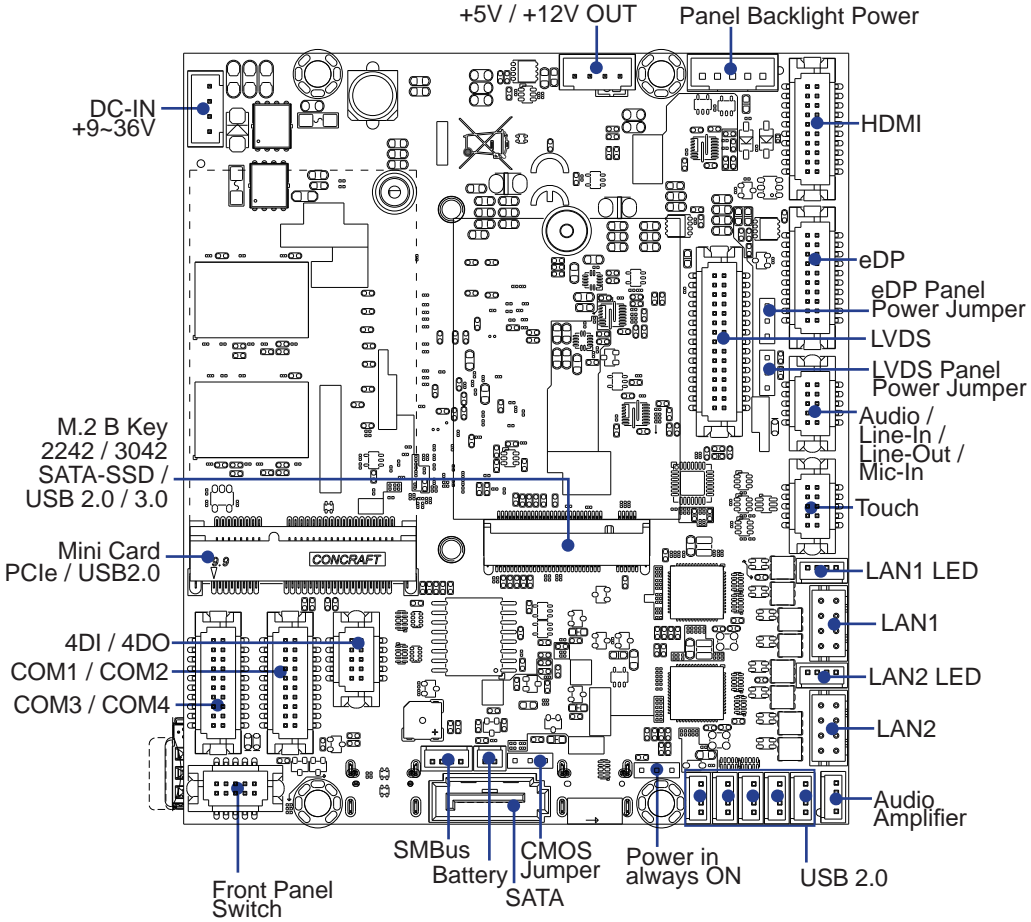 +5V / +12V OUT
Panel Backlight Power
DC-IN
+9~36V
HDMI
eDP
eDP Panel
Power Jumper
LVDS
LVDS Panel
Power Jumper
M.2 B Key
2242 / 3042
SATA-SSD /
USB 2.0 / 3.0
Audio /
Line-In /
Line-Out /
Mic-In
Touch
Mini Card
PCIe / USB2.0
9.9
CONCRAFT
LAN1 LED
LAN1
4DI / 4DO
COM1 / COM2
COM3 / COM4
LAN2 LED
LAN2
Audio
Amplifier
SMBus
Battery
SATA
CMOS
Jumper
Power in
always ON
USB 2.0
Front Panel
Switch